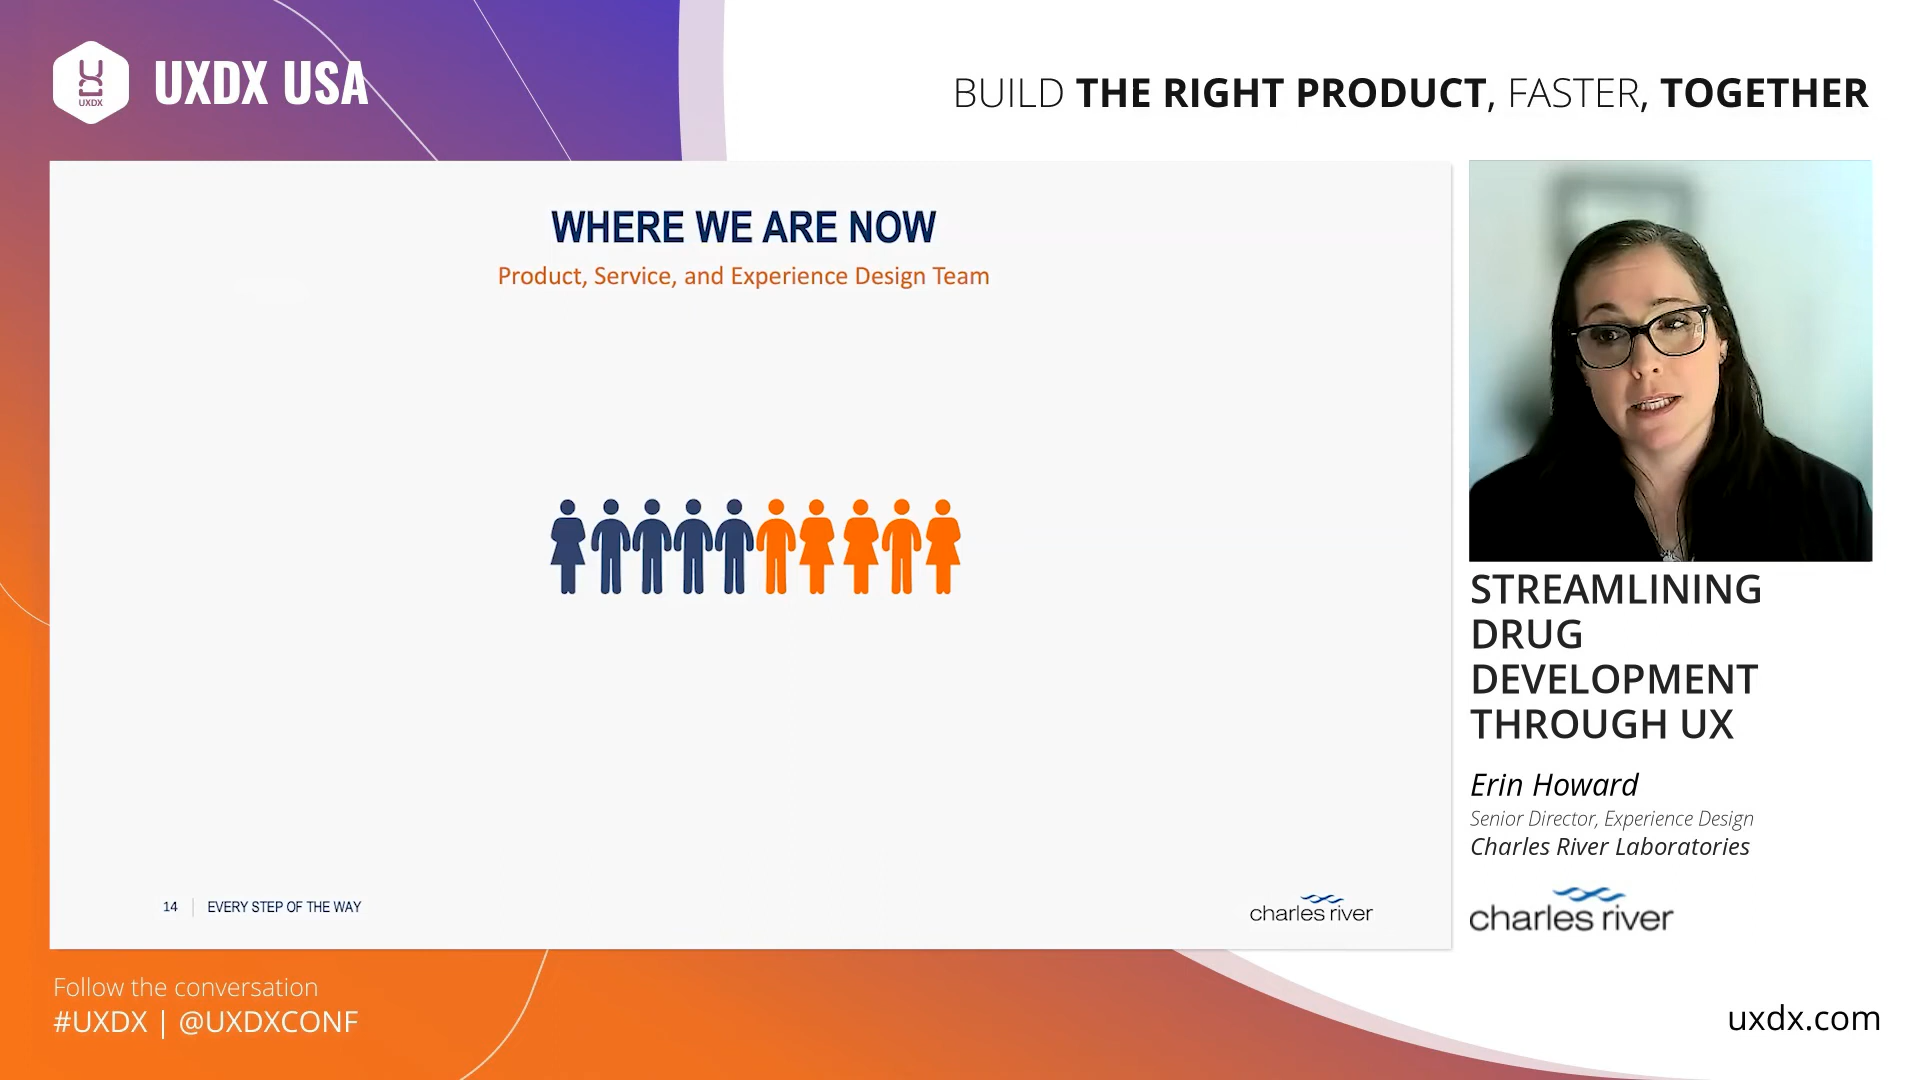 UXDX
UXDX USA
BUILD THE RIGHT PRODUCT, FASTER, TOGETHER
WHERE WE ARE NOW
Product, Service, and Experience Design Team
14
EVERY STEP OF THE WAY
charles river
STREAMLINING
DRUG
DEVELOPMENT
THROUGH UX
Erin Howard
Senior Director, Experience Design
Charles River Laboratories
charles river
Follow the conversation
#UXDX | @UXDXCONF
uxdx.com